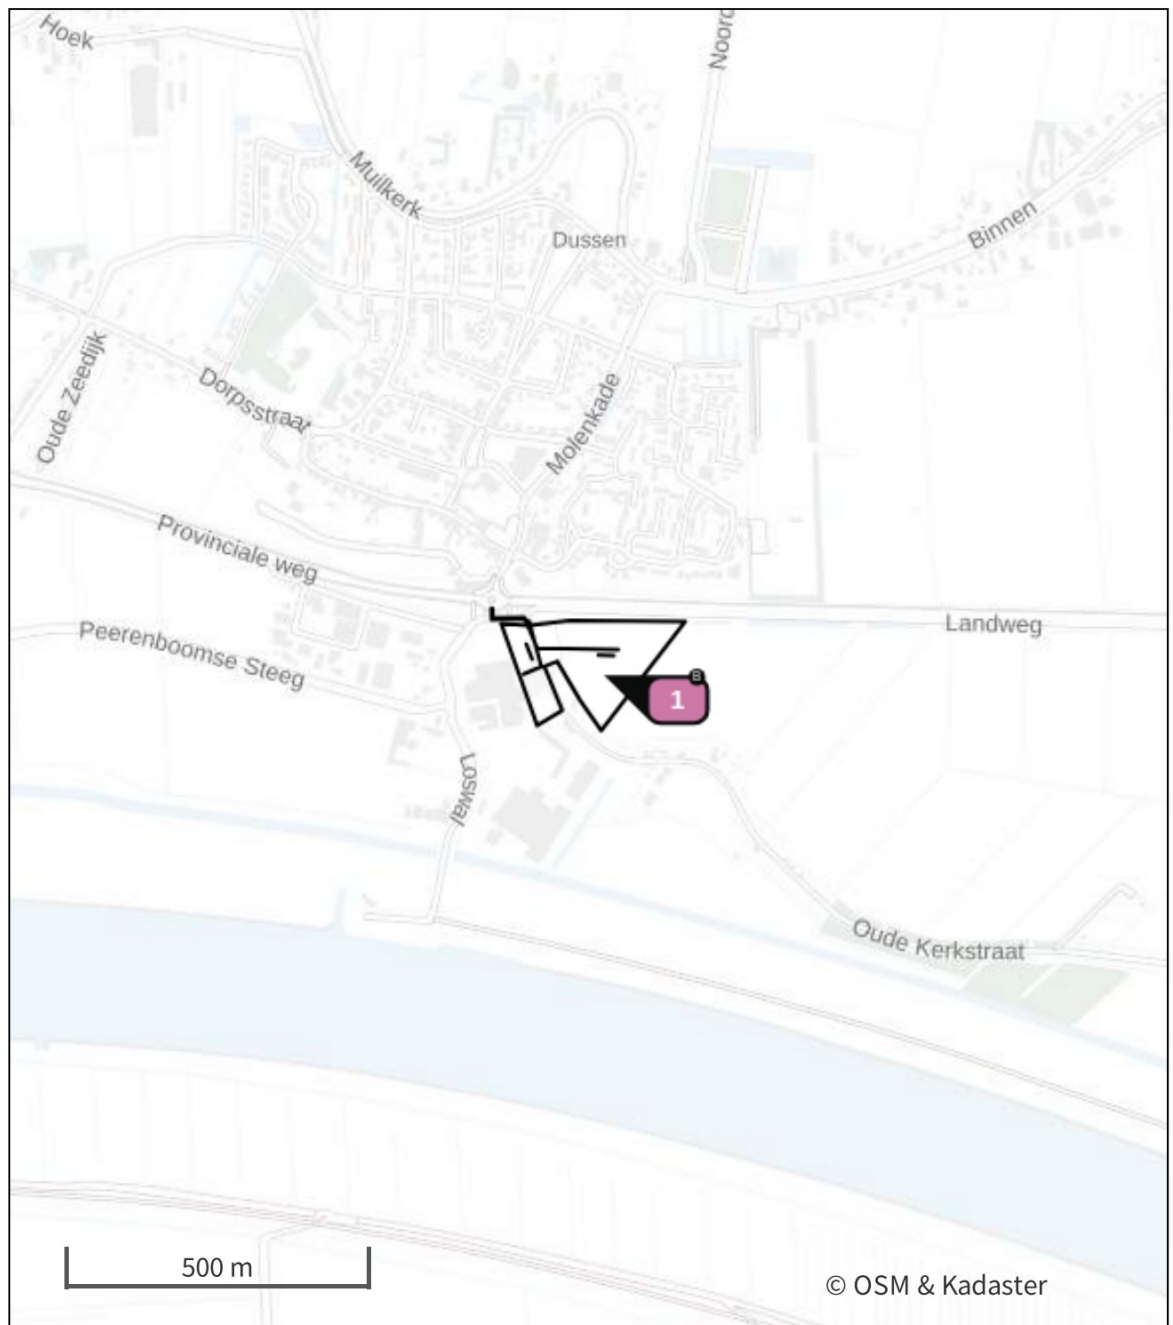 Hoek
Noord
Muilkerk
Dussen
Binnen
Oude Zeedijk
Dorpsstraat
Molenkade
Provinciale weg
Landweg
Peerenboomse Steeg
B
1
Loswal
Oude Kerkstraat
500 m
© OSM & Kadaster